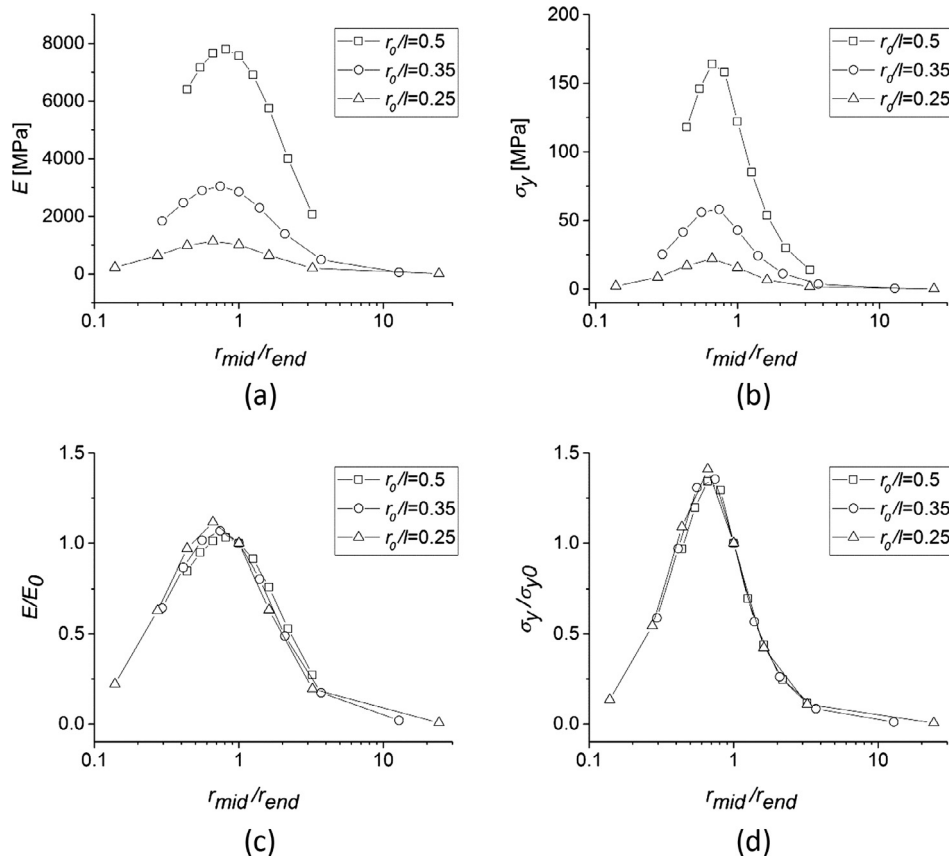 (a)
E [MPa]
8000
6000
4000
2000
0
r0/l=0.5
r0/l=0.35
r0/l=0.25
0.1
1
10
rmid/rend
(b)
σy [MPa]
200
150
100
50
0
r0/l=0.5
r0/l=0.35
r0/l=0.25
0.1
1
10
rmid/rend
(a)
(b)
E/E0
1.5
1.0
0.5
0.0
r0/l=0.5
r0/l=0.35
r0/l=0.25
0.1
1
10
rmid/rend
(c)
σy/σy0
1.5
1.0
0.5
0.0
r0/l=0.5
r0/l=0.35
r0/l=0.25
0.1
1
10
rmid/rend
(d)